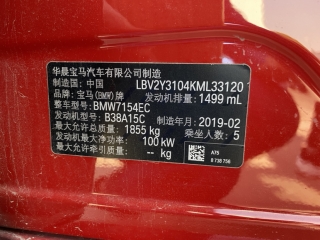 华晨宝马汽车有限公司制造
制造国：中国 LBV2Y3104KML33120
品牌：宝马(BMW)牌 发动机排量：1499 mL
整车型号：BMW7154EC
发动机型号：B38A15C 制造年月：2019-02
最大允许总质量：1855 kg 乘坐人数：5
发动机最大净功率：100 kW
最大允许牵引质量：-- kg
A75
8 738 756